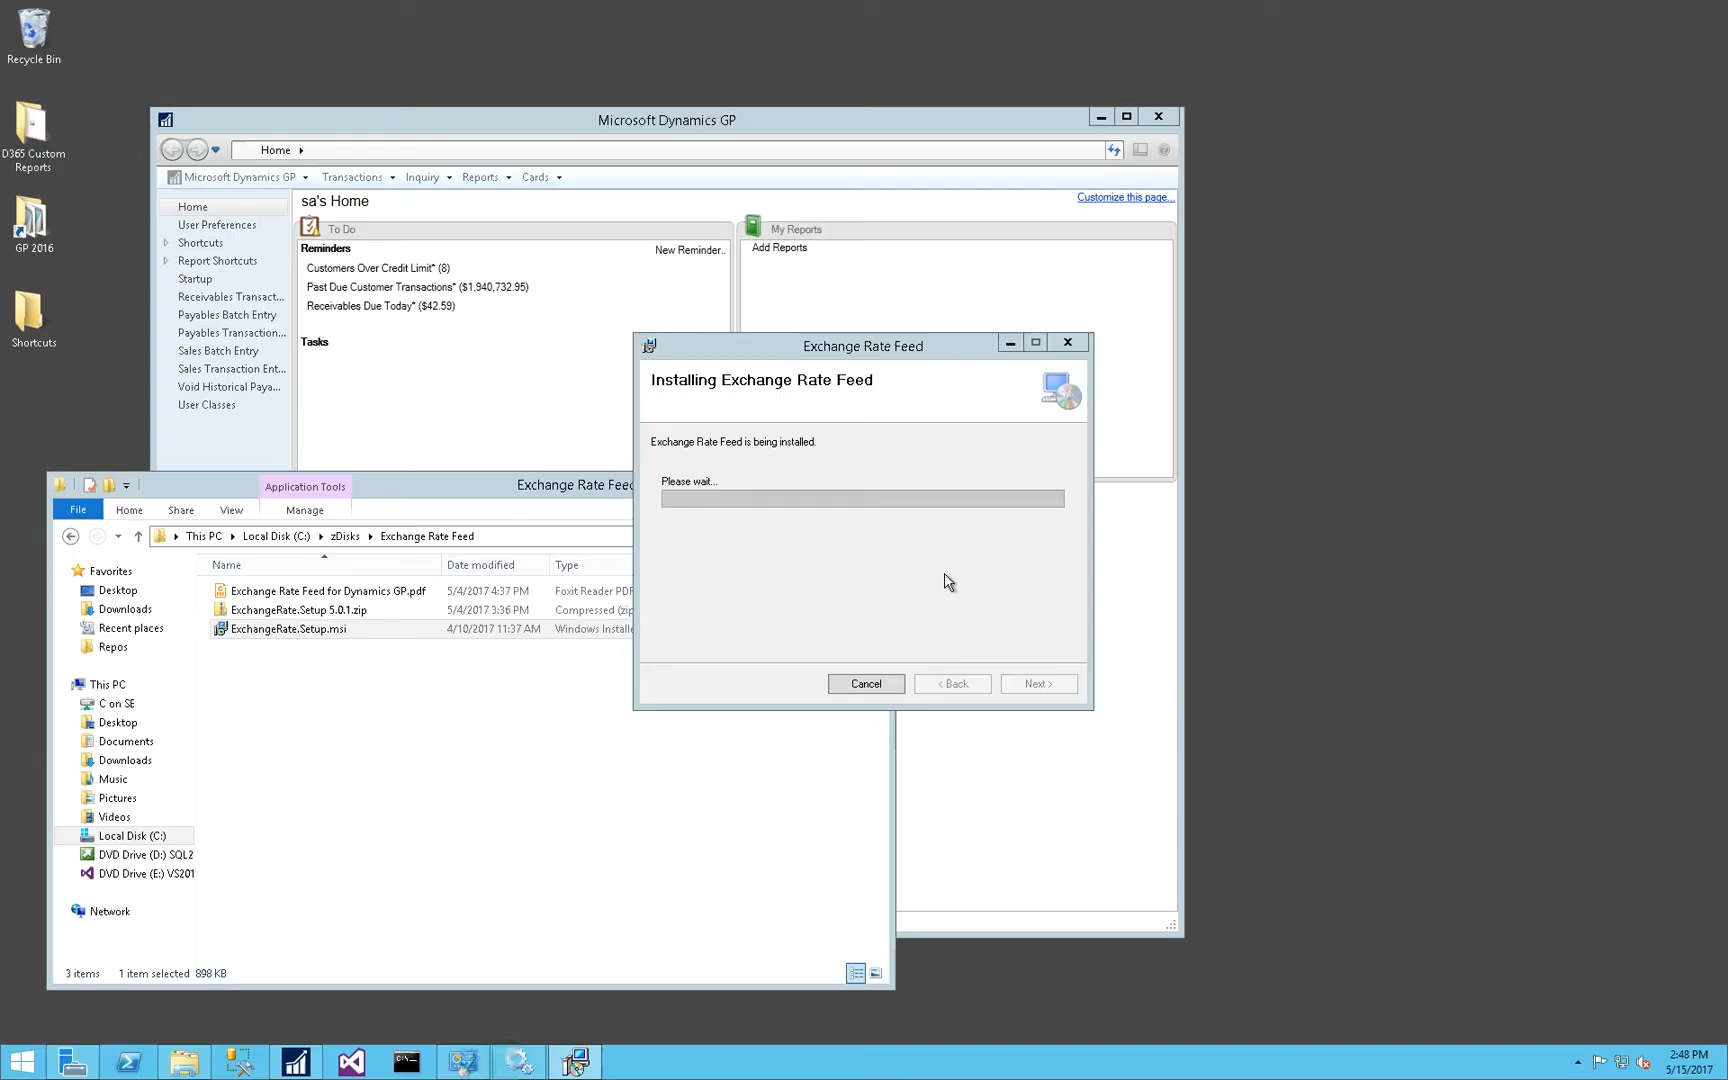 Recycle Bin
D365 Custom
Reports
GP 2016
Shortcuts
Microsoft Dynamics GP
Home
Microsoft Dynamics GP
Transactions
Inquiry
Reports
Cards
Home
User Preferences
Shortcuts
Report Shortcuts
Startup
Receivables Transact...
Payables Batch Entry
Payables Transaction...
Sales Batch Entry
Sales Transaction Ent...
Void Historical Paya...
User Classes
sa's Home
Customize this page...
To Do
Reminders
New Reminder..
Customers Over Credit Limit* (8)
Past Due Customer Transactions* ($1,940,732.95)
Receivables Due Today* ($42.59)
Tasks
My Reports
Add Reports
Exchange Rate Feed
Installing Exchange Rate Feed
Exchange Rate Feed is being installed.
Please wait...
Cancel
< Back
Next >
Application Tools
Exchange Rate Feed
File
Home
Share
View
Manage
This PC
Local Disk (C:)
zDisks
Exchange Rate Feed
Name
Date modified
Type
Exchange Rate Feed for Dynamics GP.pdf
5/4/2017 4:37 PM
Foxit Reader PDF
ExchangeRate.Setup 5.0.1.zip
5/4/2017 3:36 PM
Compressed (zip
ExchangeRate.Setup.msi
4/10/2017 11:37 AM
Windows Installe
Favorites
Desktop
Downloads
Recent places
Repos
This PC
C on SE
Desktop
Documents
Downloads
Music
Pictures
Videos
Local Disk (C:)
DVD Drive (D:) SQL2
DVD Drive (E:) VS201
Network
3 items
1 item selected 898 KB
2:48 PM
5/15/2017